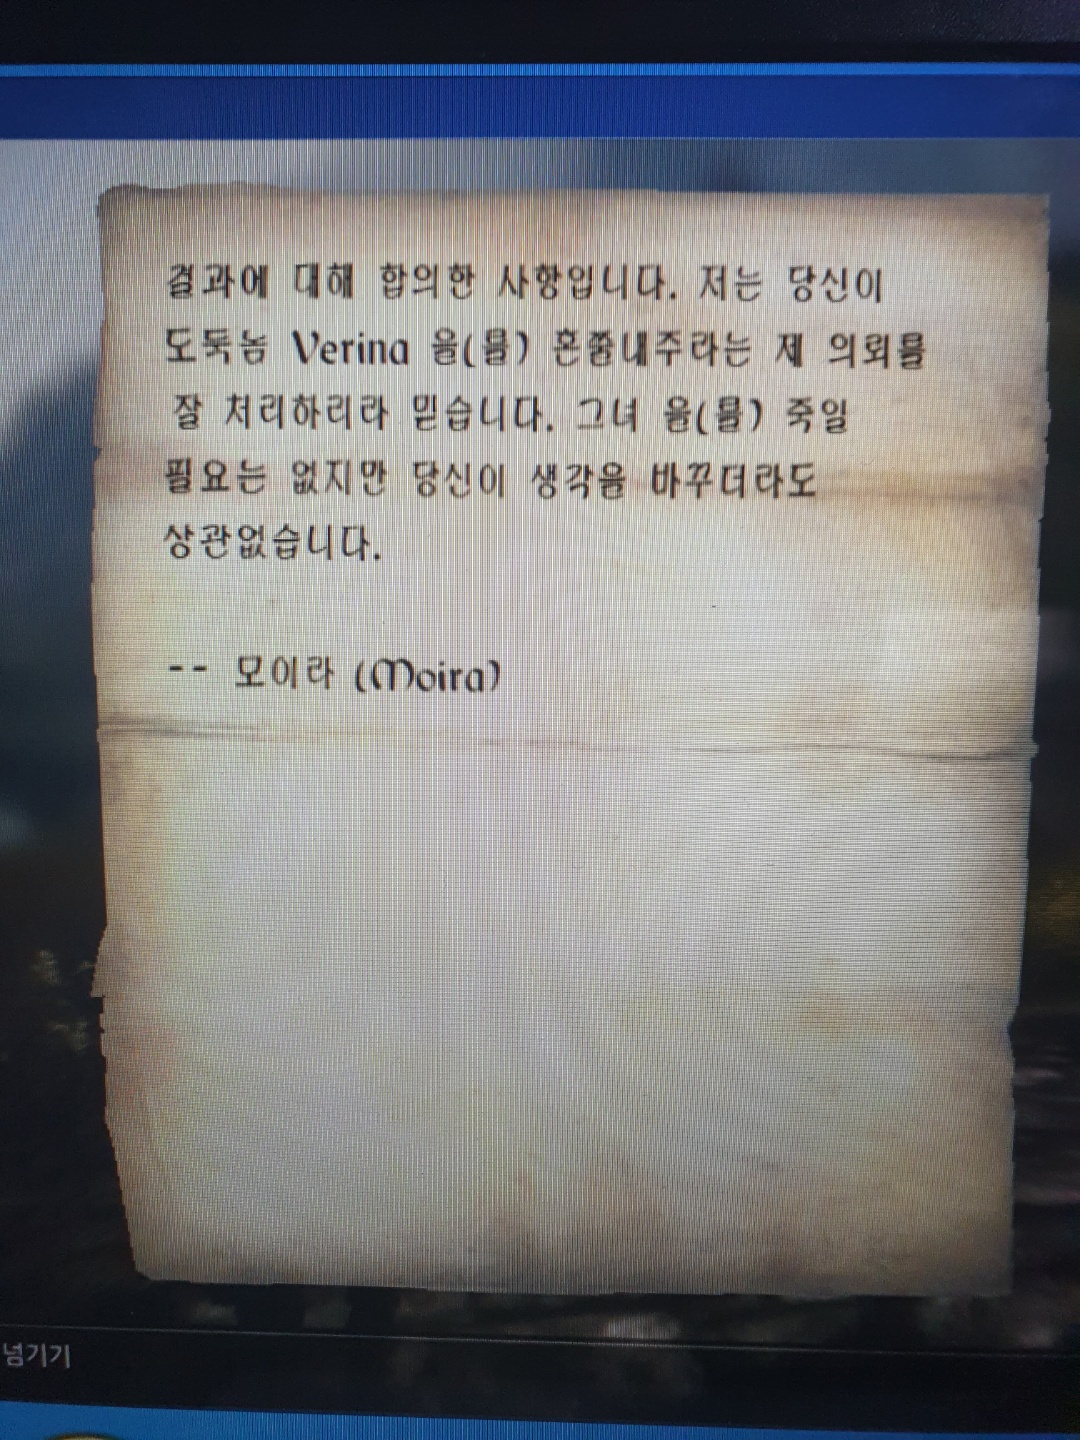 결과에 대해 합의한 사항입니다. 저는 당신이
도둑놈 Verina 을(를) 혼쭐내주라는 제 의뢰를
잘 처리하리라 믿습니다. 그녀 을(를) 죽일
필요는 없지만 당신이 생각을 바꾸더라도
상관없습니다.
-- 모이라 (Moira)
넘기기